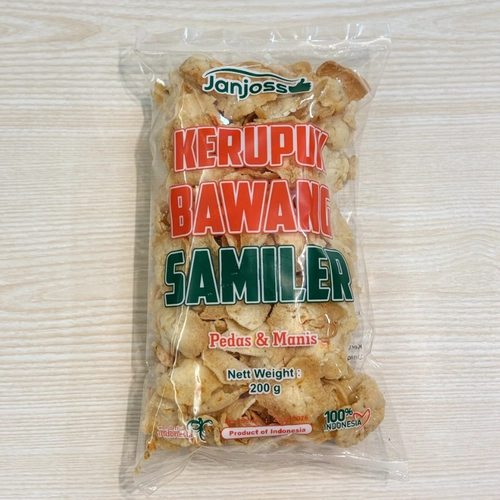 Janjoss
KERUPUK
BAWANG
SAMILER
Pedas & Manis
Nett Weight :
200 g
100%
INDONESIA
Product of Indonesia